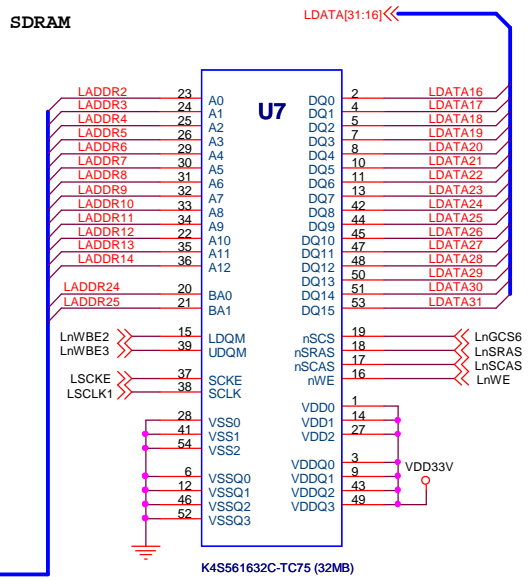 SDRAM
LDATA[31:16]
U7
LADDR2 23 A0 DQ0 2 LDATA16
LADDR3 24 A1 DQ1 4 LDATA17
LADDR4 25 A2 DQ2 5 LDATA18
LADDR5 26 A3 DQ3 7 LDATA19
LADDR6 29 A4 DQ4 8 LDATA20
LADDR7 30 A5 DQ5 10 LDATA21
LADDR8 31 A6 DQ6 11 LDATA22
LADDR9 32 A7 DQ7 13 LDATA23
LADDR10 33 A8 DQ8 42 LDATA24
LADDR11 34 A9 DQ9 44 LDATA25
LADDR12 22 A10 DQ10 45 LDATA26
LADDR13 35 A11 DQ11 47 LDATA27
LADDR14 36 A12 DQ12 48 LDATA28
DQ13 50 LDATA29
LADDR24 20 BA0 DQ14 51 LDATA30
LADDR25 21 BA1 DQ15 53 LDATA31
LnWBE2 15 LDQM nSCS 19 LnGCS6
LnWBE3 39 UDQM nSRAS 18 LnSRAS
nSCAS 17 LnSCAS
LSCKE 37 SCKE nWE 16 LnWE
LSCLK1 38 SCLK
VDD0 1
28 VSS0 VDD1 14
41 VSS1 VDD2 27
54 VSS2
VDDQ0 3 VDD33V
6 VSSQ0 VDDQ1 9
12 VSSQ1 VDDQ2 43
46 VSSQ2 VDDQ3 49
52 VSSQ3
K4S561632C-TC75 (32MB)